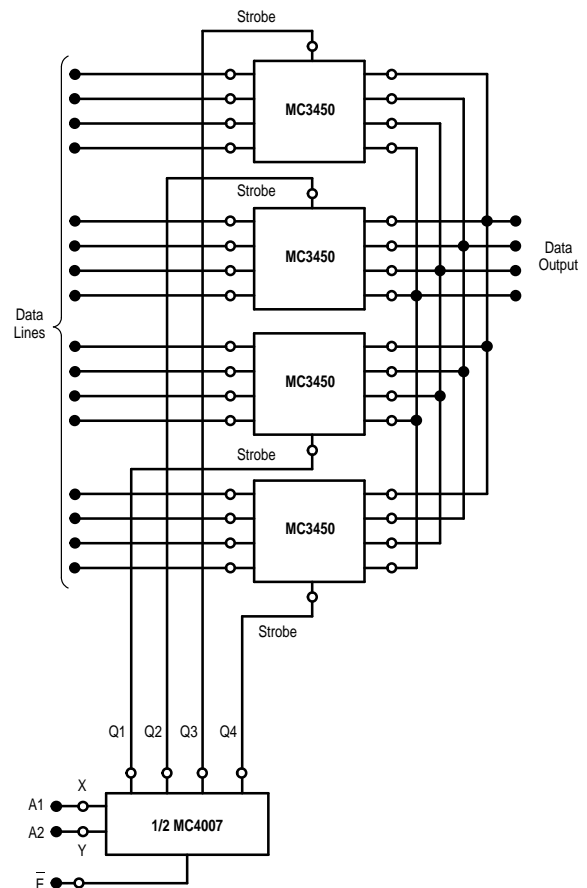 Strobe
MC3450
Strobe
MC3450
Data
Output
Data
Lines
MC3450
Strobe
MC3450
Strobe
Q1 Q2 Q3 Q4
X
A1
A2
Y
1/2 MC4007
E